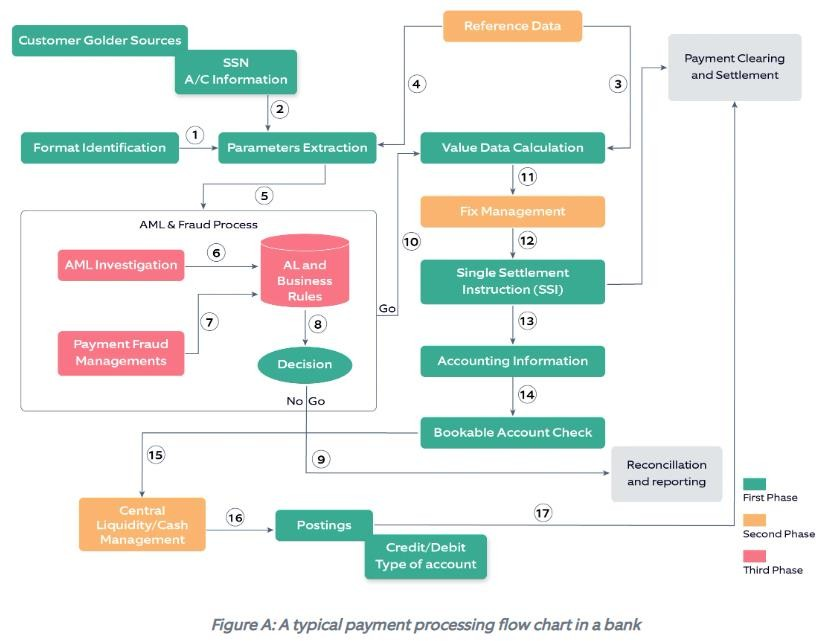 Customer Golder Sources
SSN
A/C Information
Reference Data
Payment Clearing
and Settlement
4
3
2
1
Format Identification
Parameters Extraction
Value Data Calculation
5
11
AML & Fraud Process
Fix Management
6
10
12
AML Investigation
AL and
Business
Rules
Single Settlement
Instruction (SSI)
Go
7
8
13
Payment Fraud
Managements
Decision
Accounting Information
14
No Go
Bookable Account Check
15
9
Reconcillation
and reporting
First Phase
Second Phase
Third Phase
Central
Liquidity/Cash
Management
16
Postings
17
Credit/Debit
Type of account
Figure A: A typical payment processing flow chart in a bank